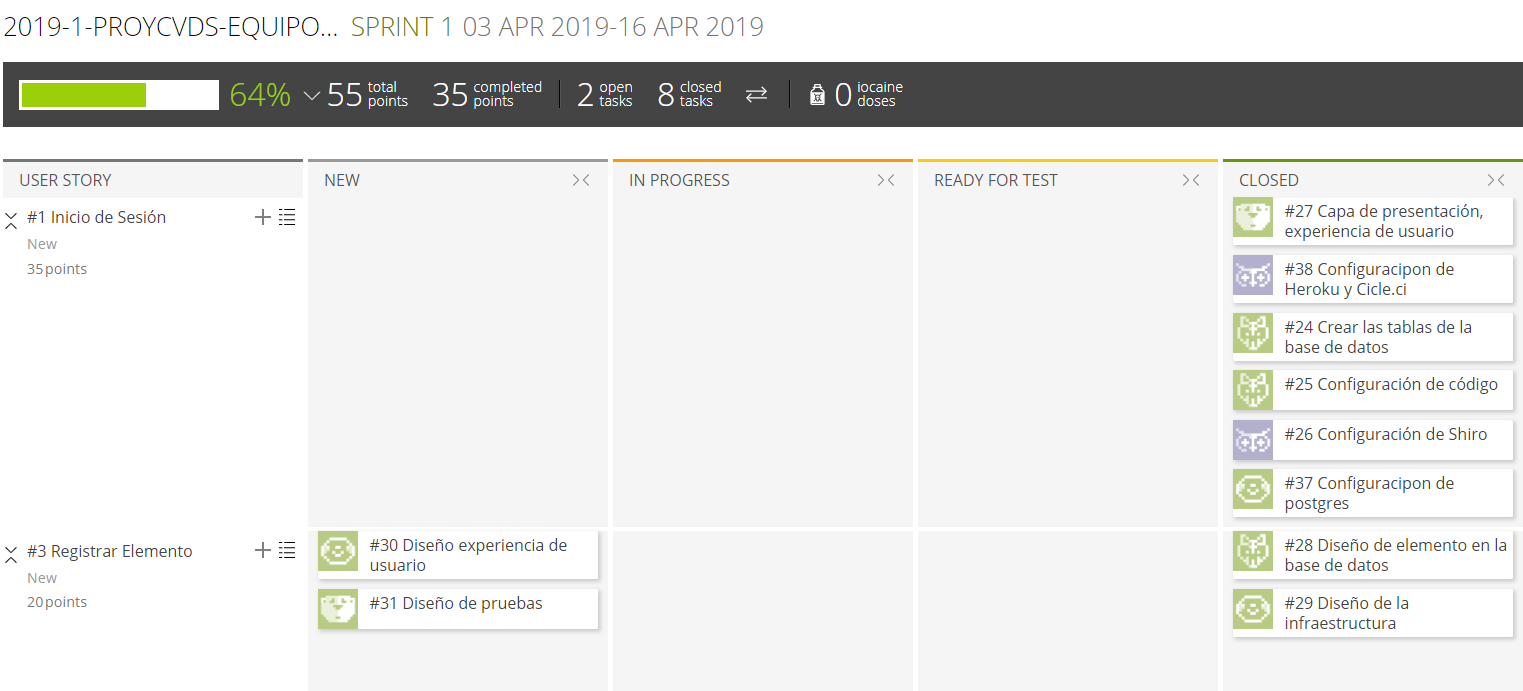 2019-1-PROYCVDS-EQUIPO... SPRINT 1 03 APR 2019-16 APR 2019
64% 55 total points 35 completed points 2 open tasks 8 closed tasks 0 iocaine doses
USER STORY NEW IN PROGRESS READY FOR TEST CLOSED
#1 Inicio de Sesión
New
35 points
#27 Capa de presentación,
experiencia de usuario
#38 Configuracipon de
Heroku y Cicle.ci
#24 Crear las tablas de la
base de datos
#25 Configuración de código
#26 Configuración de Shiro
#37 Configuracipon de
postgres
#3 Registrar Elemento
New
20 points
#30 Diseño experiencia de
usuario
#31 Diseño de pruebas
#28 Diseño de elemento en la
base de datos
#29 Diseño de la
infraestructura